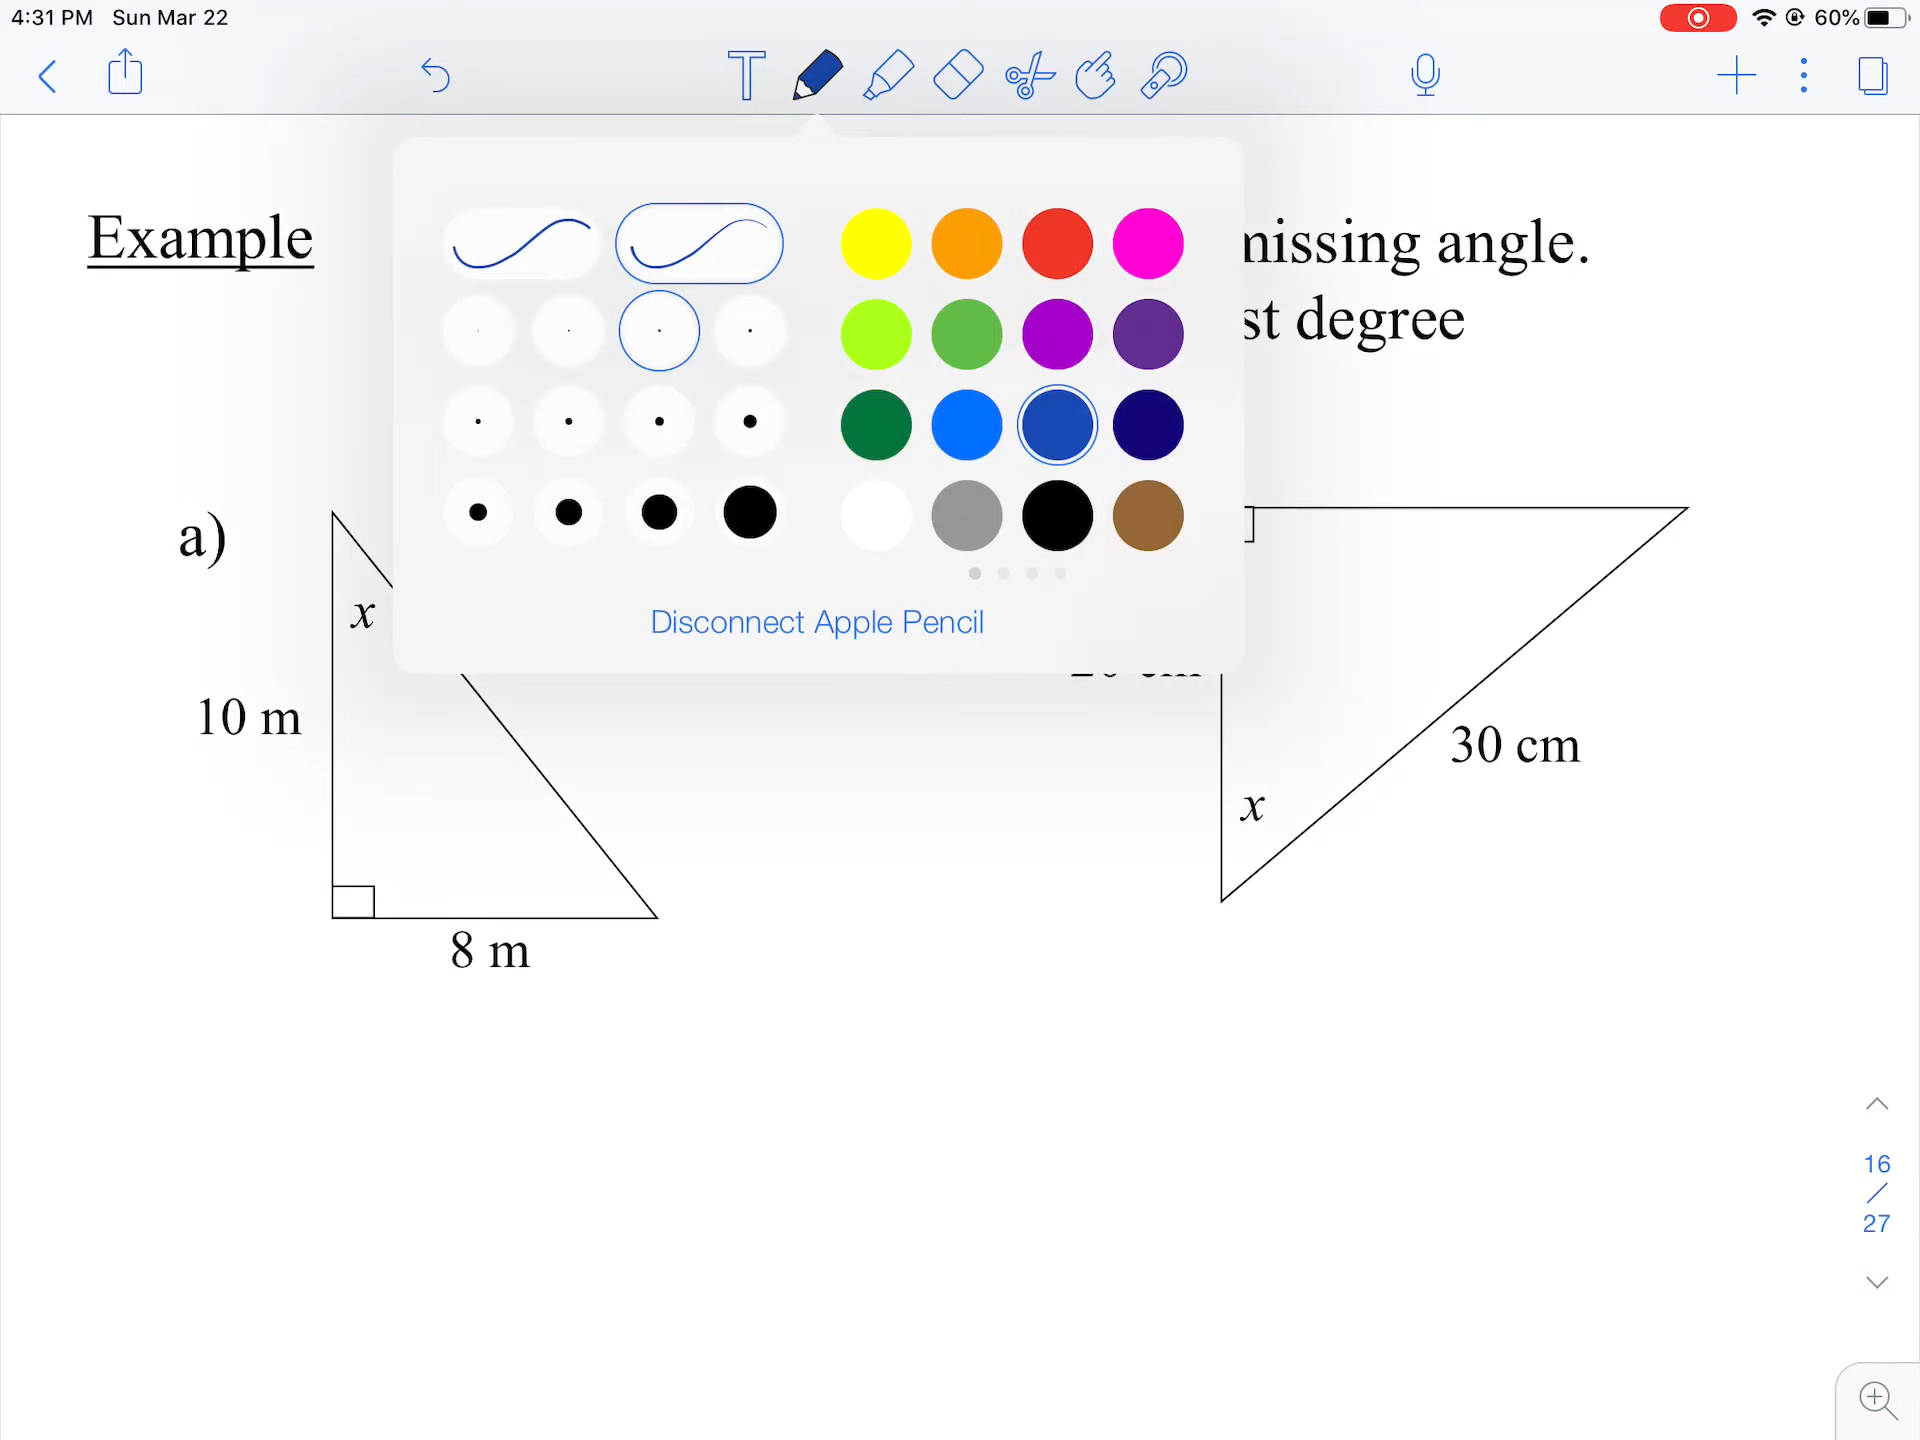 4:31 PM Sun Mar 22
60%
Example
missing angle.
st degree
a)
x
10 m
8 m
Disconnect Apple Pencil
30 cm
x
16
/
27